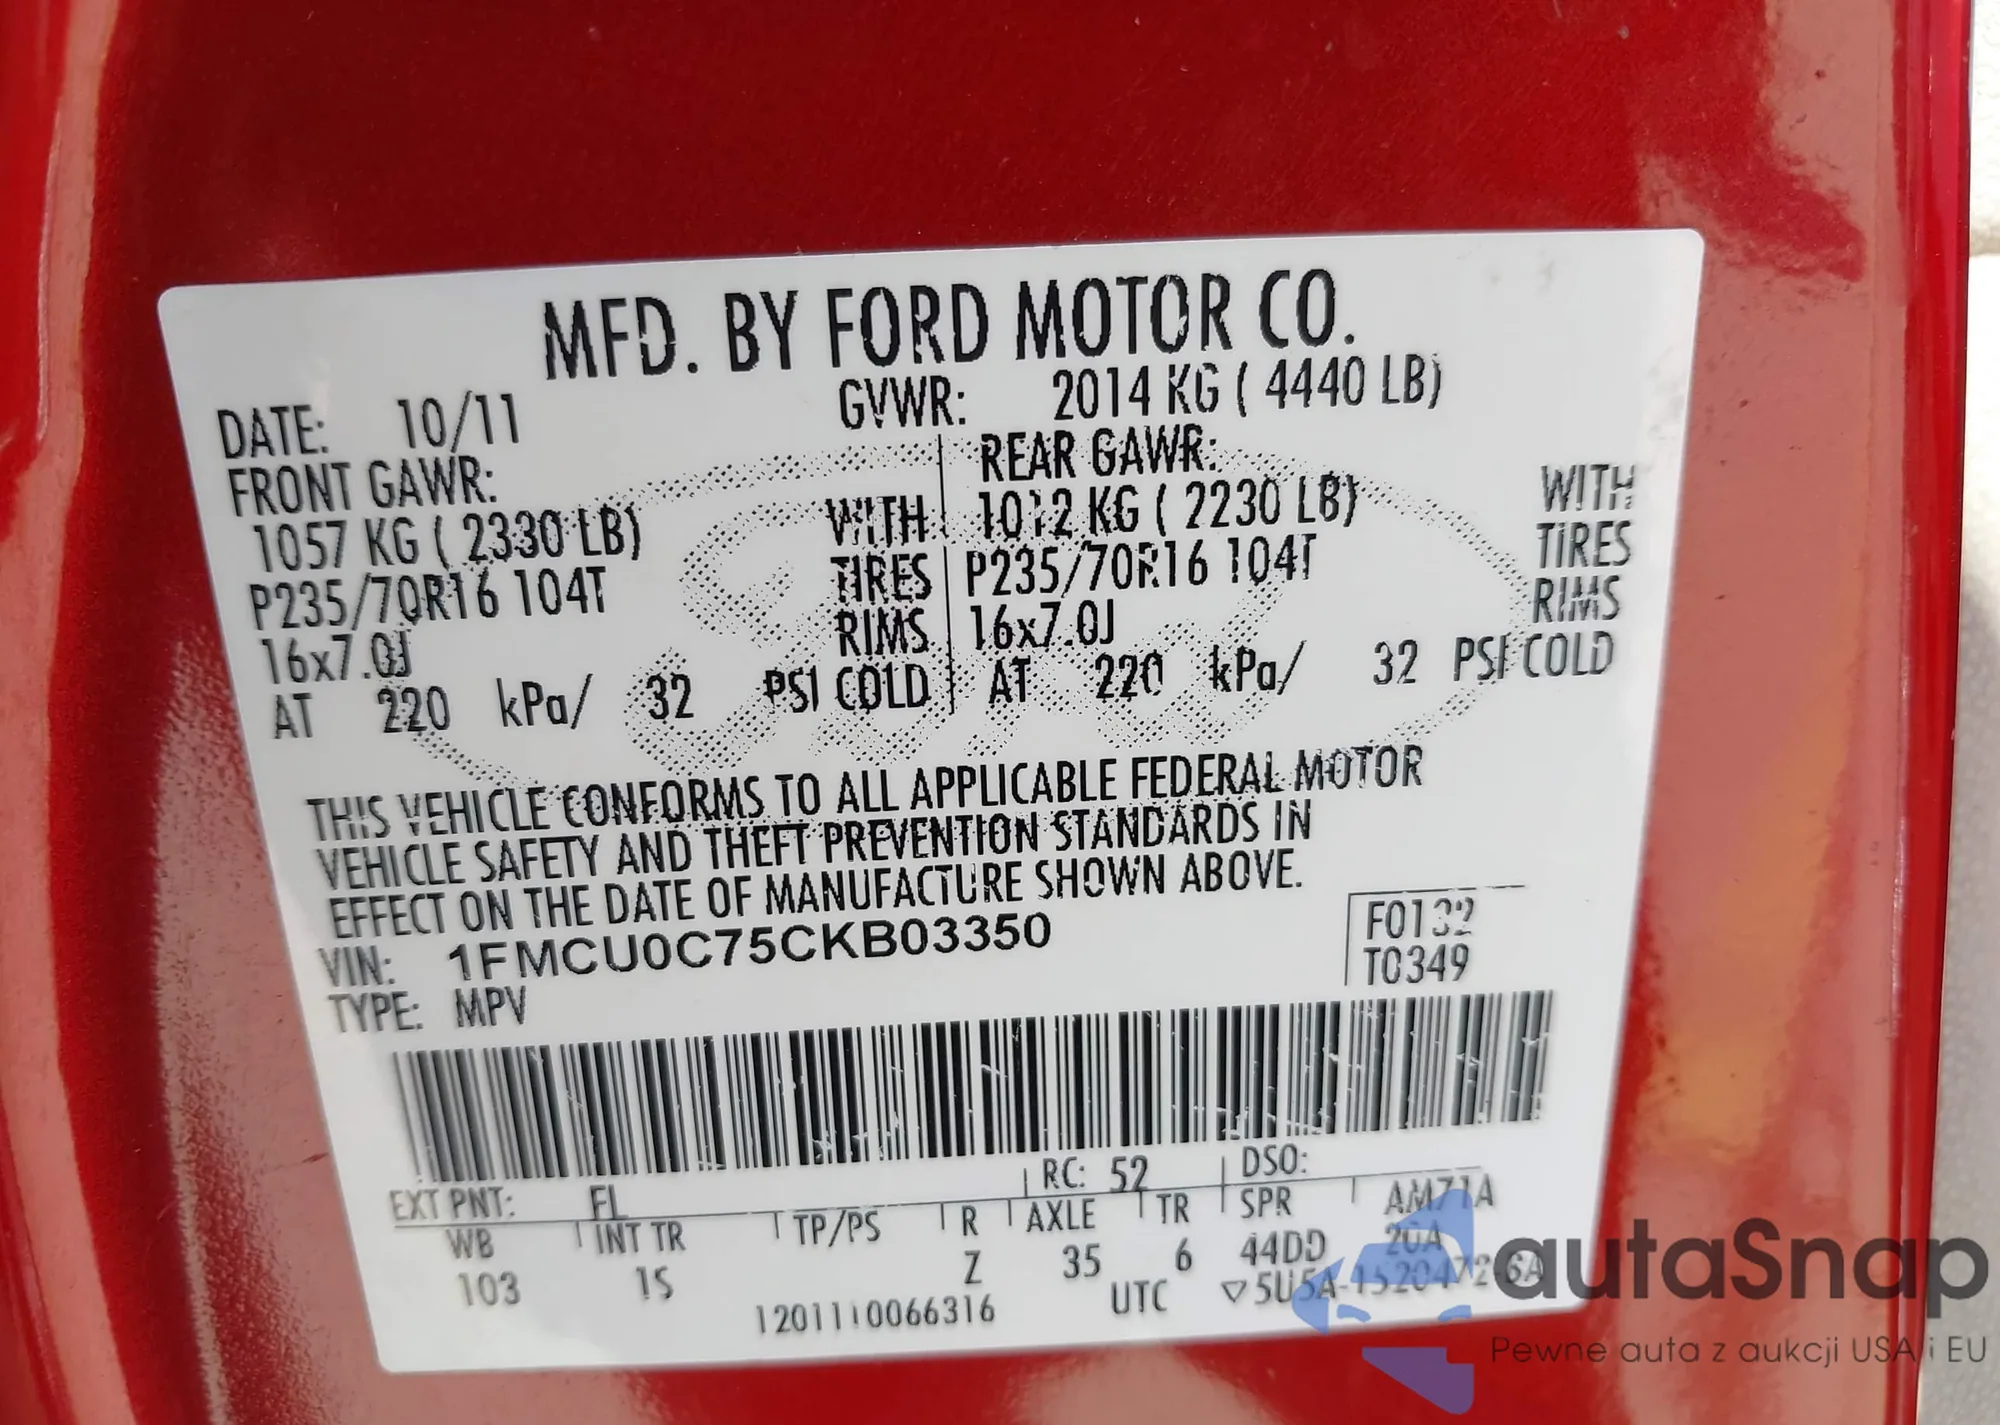 MFD. BY FORD MOTOR CO.
DATE: 10/11 GVWR: 2014 KG ( 4440 LB)
FRONT GAWR: REAR GAWR:
1057 KG ( 2330 LB) WITH 1012 KG ( 2230 LB) WITH
P235/70R16 104T TIRES P235/70R16 104T TIRES
16x7.0J RIMS 16x7.0J RIMS
AT 220 kPa/ 32 PSI COLD AT 220 kPa/ 32 PSI COLD
THIS VEHICLE CONFORMS TO ALL APPLICABLE FEDERAL MOTOR
VEHICLE SAFETY AND THEFT PREVENTION STANDARDS IN
EFFECT ON THE DATE OF MANUFACTURE SHOWN ABOVE.
VIN: 1FMCU0C75CKB03350 F0132
TYPE: MPV T0349
EXT PNT: FL RC: 52 DSO:
WB INT TR TP/PS R AXLE TR SPR AM71A
103 1S Z 35 6 44DD 20A
1201110066316 UTC
autaSnap
Pewne auta z aukcji USA i EU